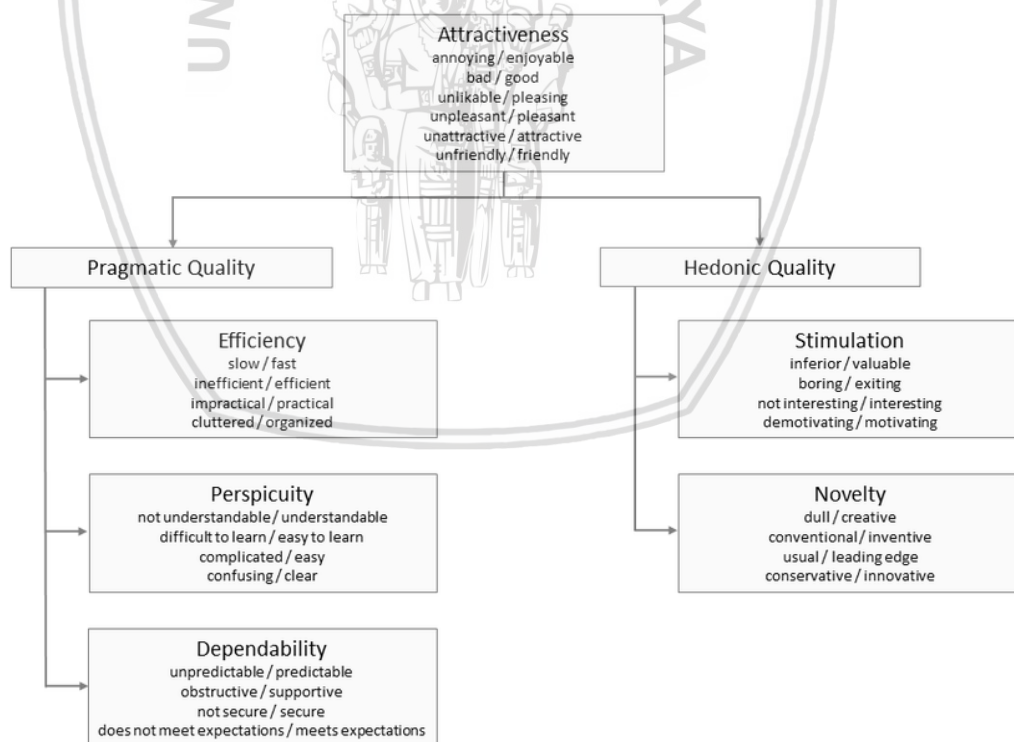 UN
AYA
Attractiveness
annoying / enjoyable
bad / good
unlikable / pleasing
unpleasant / pleasant
unattractive / attractive
unfriendly / friendly
Pragmatic Quality
Hedonic Quality
Efficiency
slow / fast
inefficient / efficient
impractical / practical
cluttered / organized
Stimulation
inferior / valuable
boring / exiting
not interesting / interesting
demotivating / motivating
Perspicuity
not understandable / understandable
difficult to learn / easy to learn
complicated / easy
confusing / clear
Novelty
dull / creative
conventional / inventive
usual / leading edge
conservative / innovative
Dependability
unpredictable / predictable
obstructive / supportive
not secure / secure
does not meet expectations / meets expectations